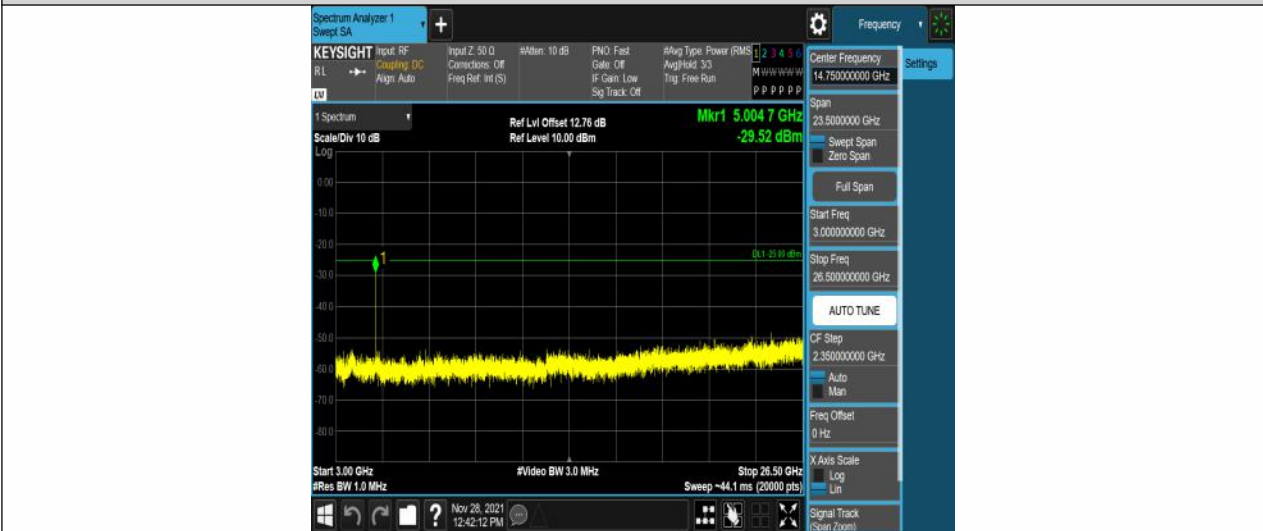 Spectrum Analyzer 1
Swept SA
Frequency
KEYSIGHT
Input: RF
Coupling: DC
Align: Auto
RL
LV
Input Z: 50 Ω
Corrections: Off
Freq Ref: Int (S)
#Atten: 10 dB
PNO: Fast
Gate: Off
IF Gain: Low
Sig Track: Off
#Avg Type: Power (RMS
Avg|Hold: 3/3
Trig: Free Run
1 2 3 4 5 6
M W W W W W
P P P P P P
1 Spectrum
Scale/Div 10 dB
Log
Ref Lvl Offset 12.76 dB
Ref Level 10.00 dBm
Mkr1 5.004 7 GHz
-29.52 dBm
0.00
-10.0
-20.0
-30.0
-40.0
-50.0
-60.0
-70.0
-80.0
1
Start 3.00 GHz
#Res BW 1.0 MHz
#Video BW 3.0 MHz
Stop 26.50 GHz
Sweep ~44.1 ms (20000 pts)
Nov 28, 2021
12:42:12 PM
Center Frequency
14.750000000 GHz
Settings
Span
23.5000000 GHz
Swept Span
Zero Span
Full Span
Start Freq
3.000000000 GHz
Stop Freq
26.500000000 GHz
AUTO TUNE
CF Step
2.350000000 GHz
Auto
Man
Freq Offset
0 Hz
X Axis Scale
Log
Lin
Signal Track
(Span Zoom)